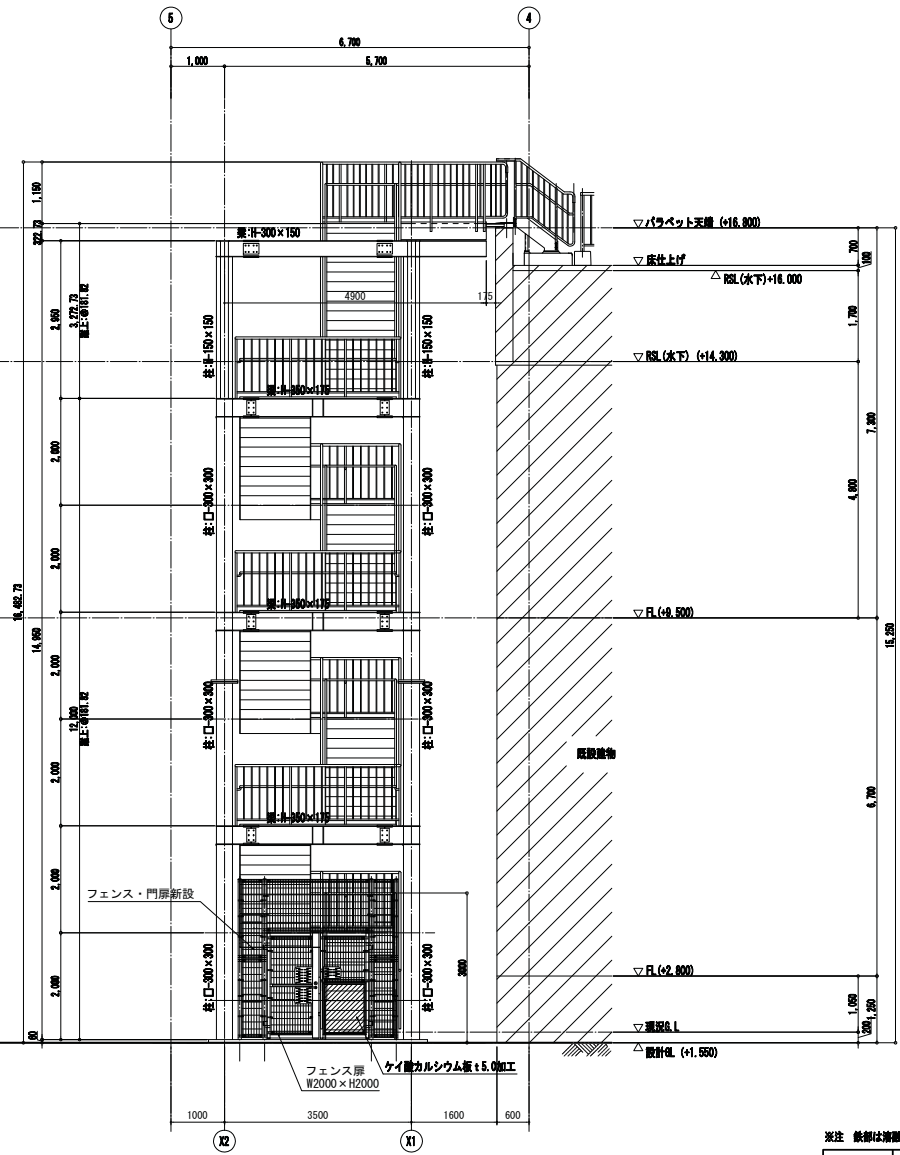 5
4
6,700
1,000
5,700
1,150
322.73
2,950
3,272.73
蹴上:@181.82
16,482.73
14,950
2,000
2,000
2,000
2,000
2,000
2,000
12,000
蹴上:@181.82
60
梁:H-300×150
4900
175
柱:H-150×150
柱:H-150×150
梁:H-350×175
柱:□-300×300
柱:□-300×300
梁:H-350×175
柱:□-300×300
柱:□-300×300
梁:H-350×175
柱:□-300×300
柱:□-300×300
フェンス・門扉新設
3000
フェンス扉
W2000×H2000
ケイ酸カルシウム板 t5.0加工
既設建物
パラペット天端 (+16.800)
床仕上げ
RSL(水下)+16.000
RSL(水下) (+14.300)
FL(+9.500)
FL(+2.800)
現況G.L
設計GL (+1.550)
700
100
1,700
7,300
4,800
15,250
6,700
1,050
1,250
200
1000
3500
1600
600
X2
X1
※注 鉄部は溶融